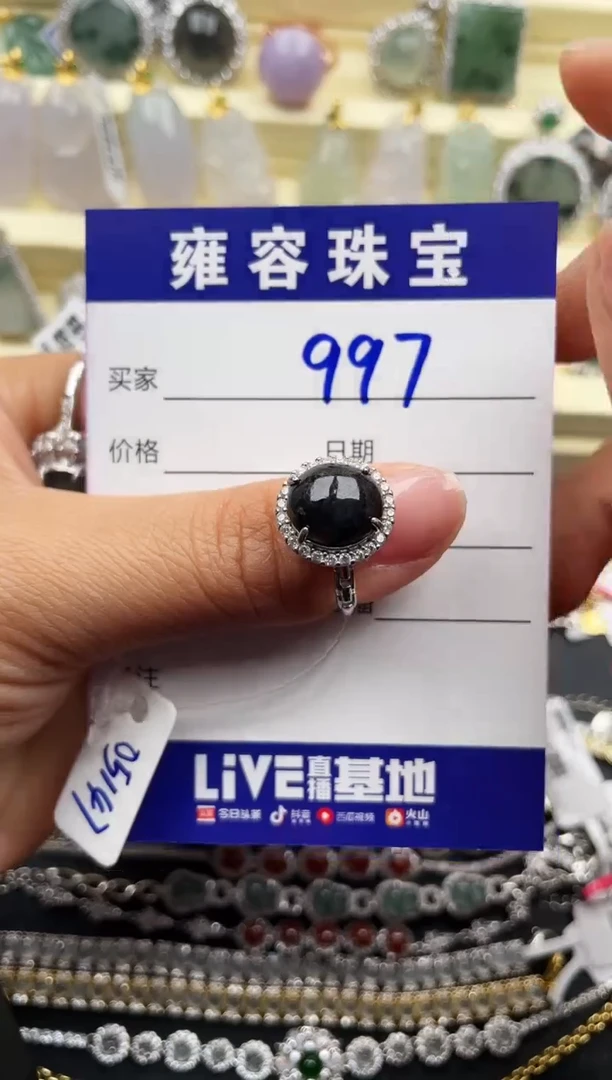 雍容珠宝
买家 997
价格 日期
注
LiVE直播基地
今日头条 抖音 西瓜视频 火山
05167